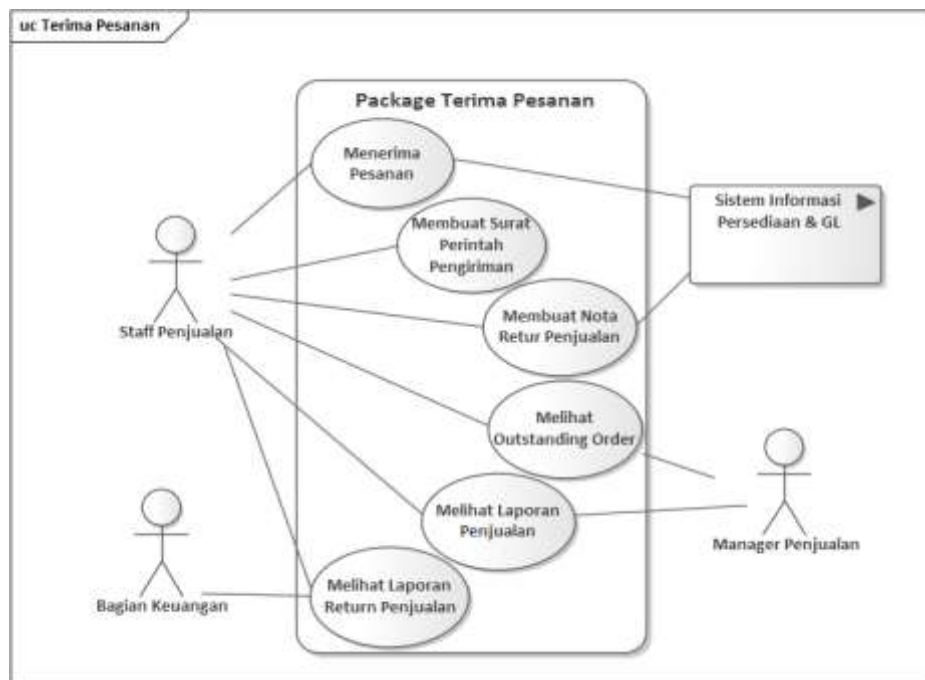 uc Terima Pesanan
Package Terima Pesanan
Menerima
Pesanan
Sistem Informasi
Persediaan & GL
Membuat Surat
Perintah
Pengiriman
Staff Penjualan
Membuat Nota
Retur Penjualan
Melihat
Outstanding Order
Melihat Laporan
Penjualan
Manager Penjualan
Bagian Keuangan
Melihat Laporan
Return Penjualan